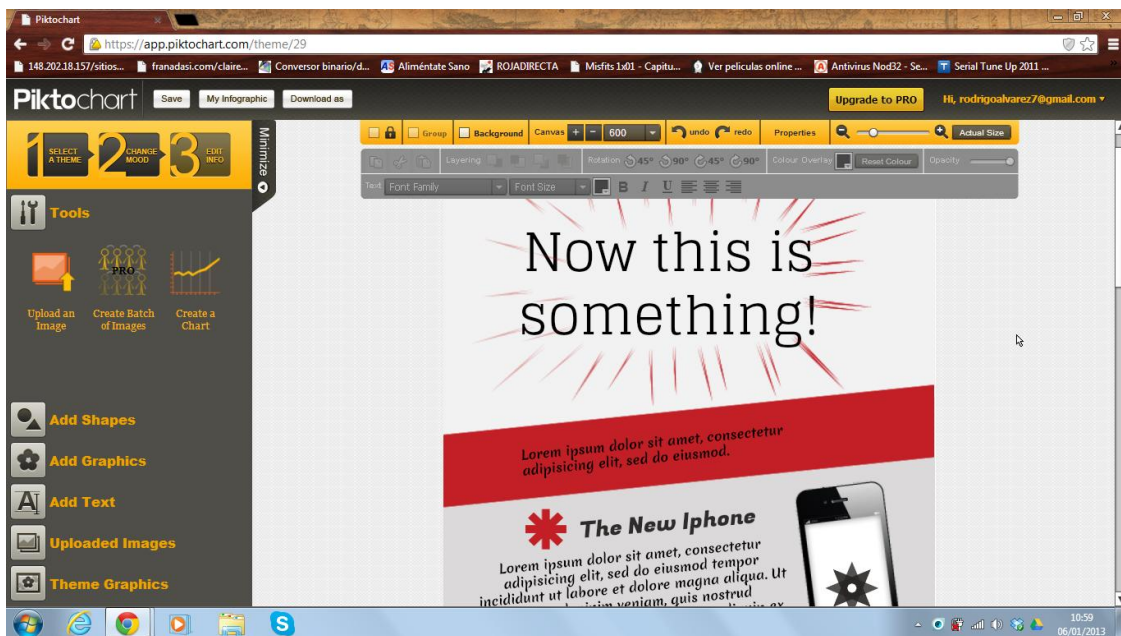 Piktochart
https://app.piktochart.com/theme/29
148.202.18.157/sitios... franadasi.com/claire... Conversor binario/d... Aliméntate Sano ROJADIRECTA Misfits 1x01 - Capitu... Ver peliculas online ... Antivirus Nod32 - Se... Serial Tune Up 2011 ...
Piktochart Save My Infographic Download as Upgrade to PRO Hi, rodrigoalvarez7@gmail.com
1 SELECT A THEME 2 CHANGE MOOD 3 EDIT INFO
Minimize
Group Background Canvas + - 600 undo redo Properties Actual Size
Layering Rotation 45° 90° 45° 90° Colour Overlay Reset Colour Opacity
Text Font Family Font Size B I U
Tools
PRO
Upload an Image
Create Batch of Images
Create a Chart
Add Shapes
Add Graphics
Add Text
Uploaded Images
Theme Graphics
Now this is
something!
Lorem ipsum dolor sit amet, consectetur
adipisicing elit, sed do eiusmod.
The New Iphone
Lorem ipsum dolor sit amet, consectetur
adipisicing elit, sed do eiusmod tempor
incididunt ut labore et dolore magna aliqua. Ut
veniam, quis nostrud
10:59
06/01/2013